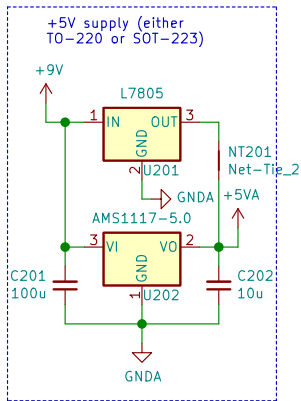 +5V supply (either
TO-220 or SOT-223)
+9V
L7805
1 IN OUT 3
GND
2
U201
GNDA
NT201
Net-Tie_2
+5VA
AMS1117-5.0
3 VI VO 2
GND
1
U202
C201
100u
C202
10u
GNDA